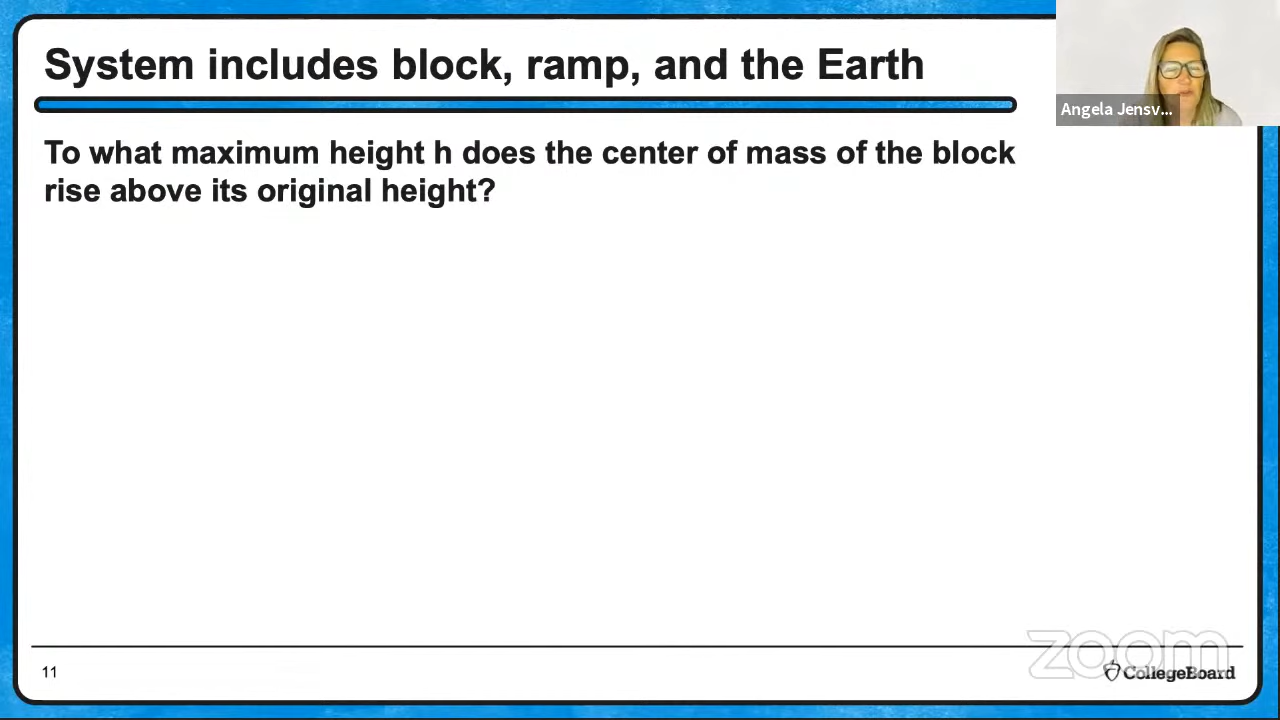 System includes block, ramp, and the Earth
Angela Jensv...
To what maximum height h does the center of mass of the block
rise above its original height?
zoom
11
CollegeBoard